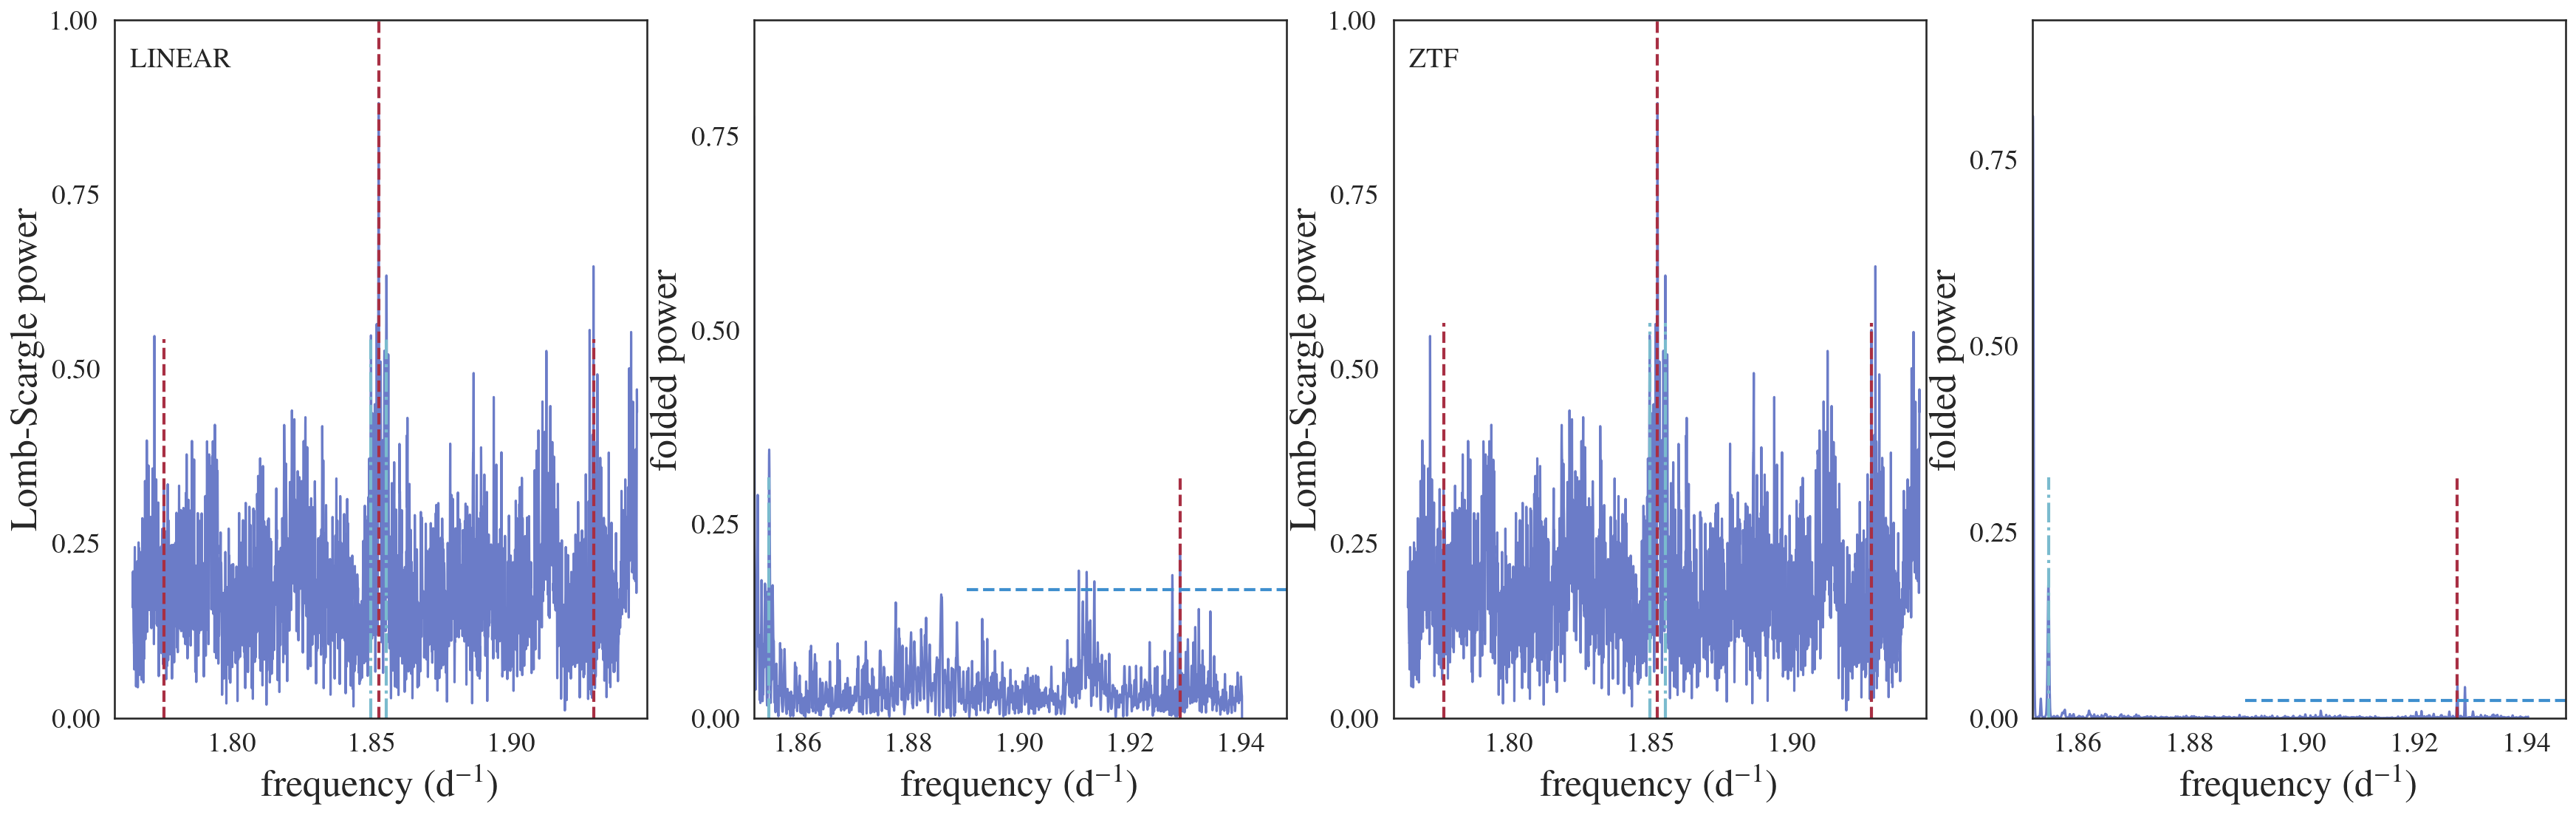 LINEAR
Lomb-Scargle power
1.00
0.75
0.50
0.25
0.00
1.80 1.85 1.90
frequency (d⁻¹)
folded power
0.75
0.50
0.25
0.00
1.86 1.88 1.90 1.92 1.94
frequency (d⁻¹)
ZTF
Lomb-Scargle power
1.00
0.75
0.50
0.25
0.00
1.80 1.85 1.90
frequency (d⁻¹)
folded power
0.75
0.50
0.25
0.00
1.86 1.88 1.90 1.92 1.94
frequency (d⁻¹)